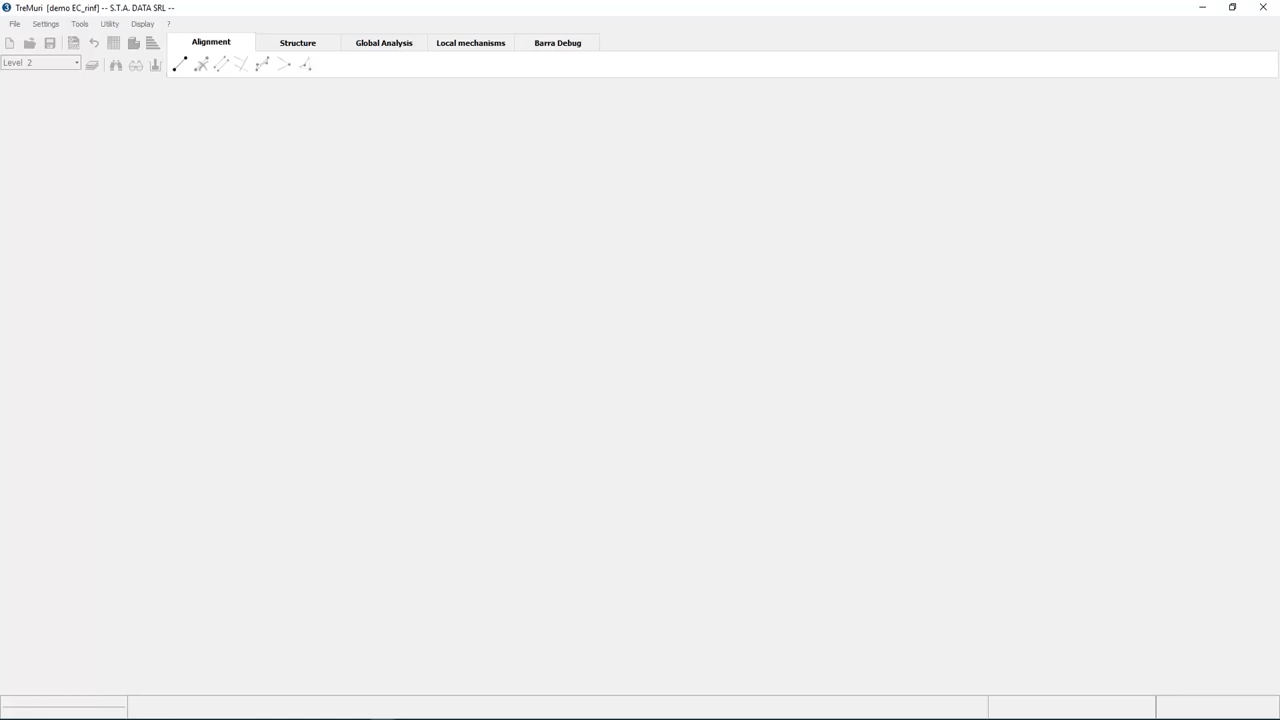 TreMuri [demo EC_rinf] -- S.T.A. DATA SRL --
File Settings Tools Utility Display ?
Alignment Structure Global Analysis Local mechanisms Barra Debug
Level 2